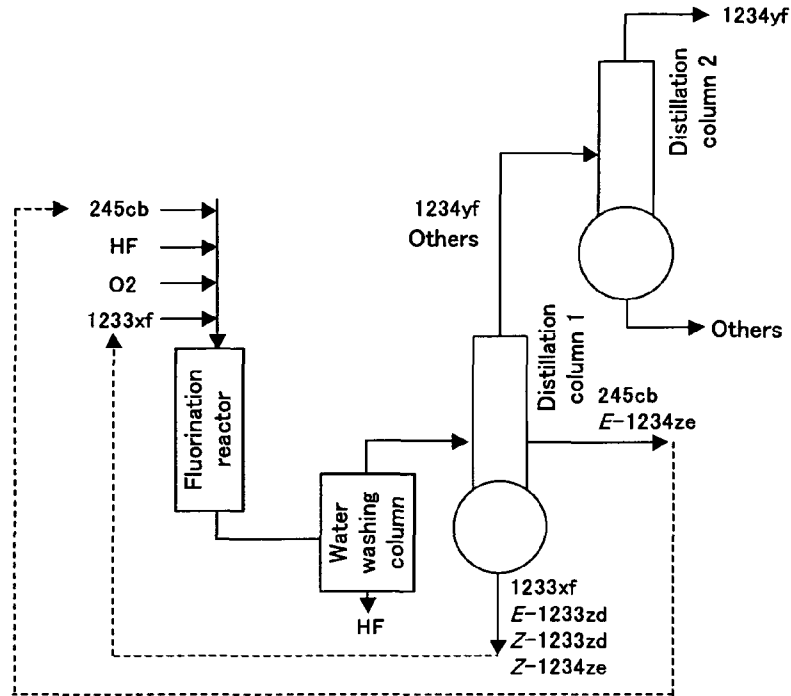 1234yf
Distillation
column 2
245cb
HF
O2
1233xf
1234yf
Others
Others
Distillation
column 1
245cb
E-1234ze
Fluorination
reactor
Water
washing
column
HF
1233xf
E-1233zd
Z-1233zd
Z-1234ze